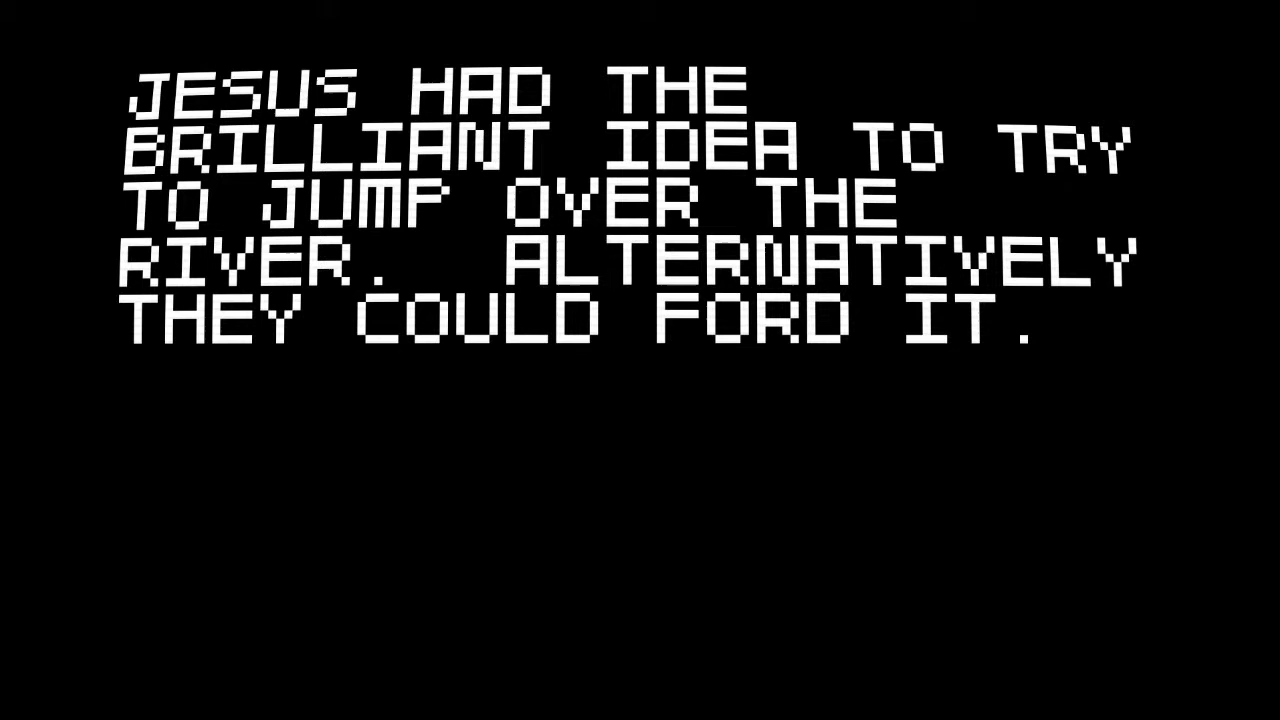 JESUS HAD THE
BRILLIANT IDEA TO TRY
TO JUMP OVER THE
RIVER.  ALTERNATIVELY
THEY COULD FORD IT.